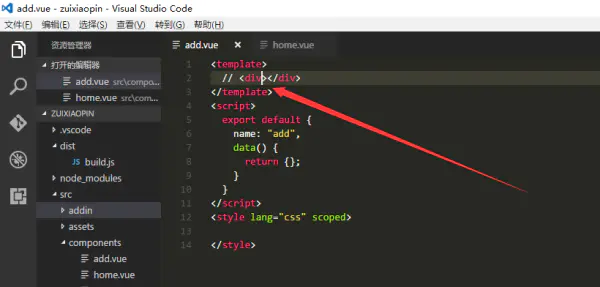 add.vue - zuixiaopin - Visual Studio Code
文件(F) 编辑(E) 选择(S) 查看(V) 转到(G) 帮助(H)
资源管理器
打开的编辑器
add.vue src\compo...
home.vue src\com...
ZUIXIAOPIN
.vscode
dist
JS build.js
node_modules
src
addin
assets
components
add.vue
home.vue
add.vue × home.vue
1 <template>
2 // <div></div>
3 </template>
4 <script>
5 export default {
6 name: "add",
7 data() {
8 return {};
9 }
10 }
11 </script>
12 <style lang="css" scoped>
13
14 </style>